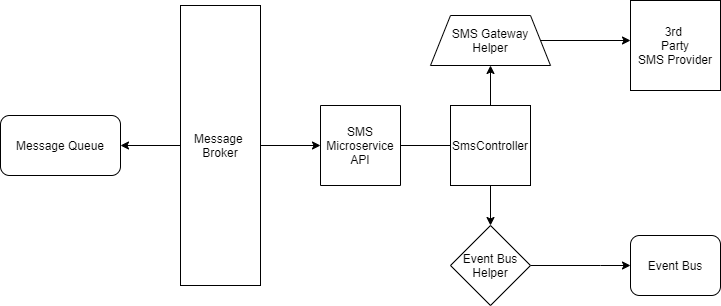 SMS Gateway
Helper
3rd
Party
SMS Provider
Message Queue
Message
Broker
SMS
Microservice
API
SmsController
Event Bus
Helper
Event Bus